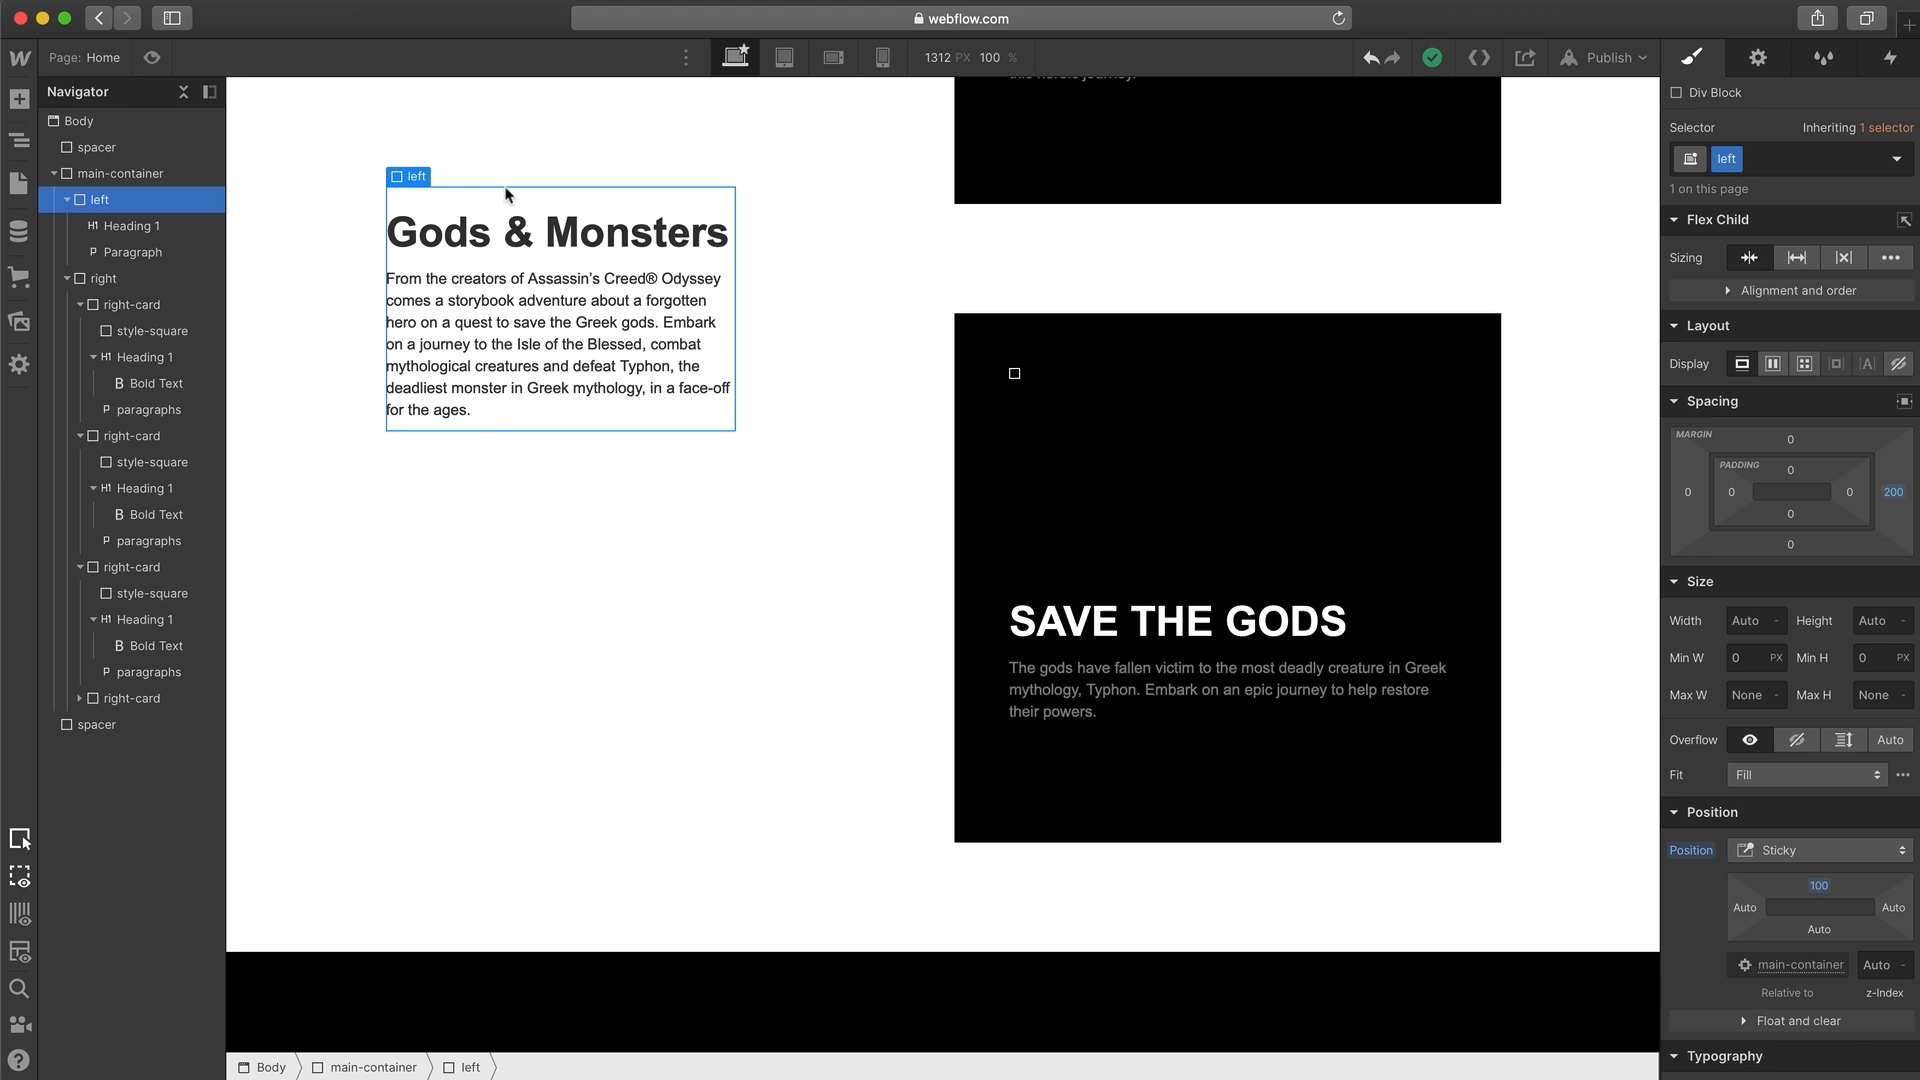 webflow.com
Page: Home
1312 PX 100 %
Publish
Navigator
Body
spacer
main-container
left
H1 Heading 1
P Paragraph
right
right-card
style-square
H1 Heading 1
B Bold Text
P paragraphs
right-card
style-square
H1 Heading 1
B Bold Text
P paragraphs
right-card
style-square
H1 Heading 1
B Bold Text
P paragraphs
right-card
spacer
left
Gods & Monsters
From the creators of Assassin's Creed® Odyssey
comes a storybook adventure about a forgotten
hero on a quest to save the Greek gods. Embark
on a journey to the Isle of the Blessed, combat
mythological creatures and defeat Typhon, the
deadliest monster in Greek mythology, in a face-off
for the ages.
SAVE THE GODS
The gods have fallen victim to the most deadly creature in Greek
mythology, Typhon. Embark on an epic journey to help restore
their powers.
Body
main-container
left
Div Block
Selector
Inheriting 1 selector
left
1 on this page
Flex Child
Sizing
Alignment and order
Layout
Display
Spacing
MARGIN
0
PADDING
0
0 0 0 200
0
0
Size
Width Auto - Height Auto -
Min W 0 PX Min H 0 PX
Max W None - Max H None -
Overflow Auto
Fit Fill
Position
Position Sticky
100
Auto Auto
Auto
main-container Auto -
Relative to z-Index
Float and clear
Typography